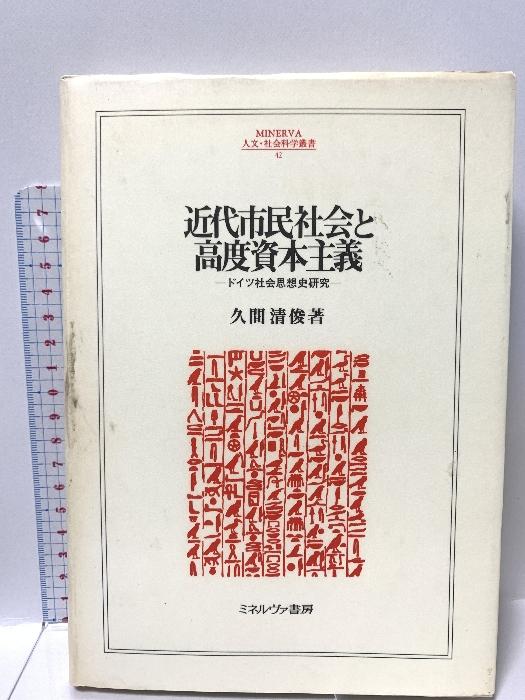 MINERVA
人文・社会科学叢書
42
近代市民社会と
高度資本主義
─ドイツ社会思想史研究─
久間清俊著
ミネルヴァ書房